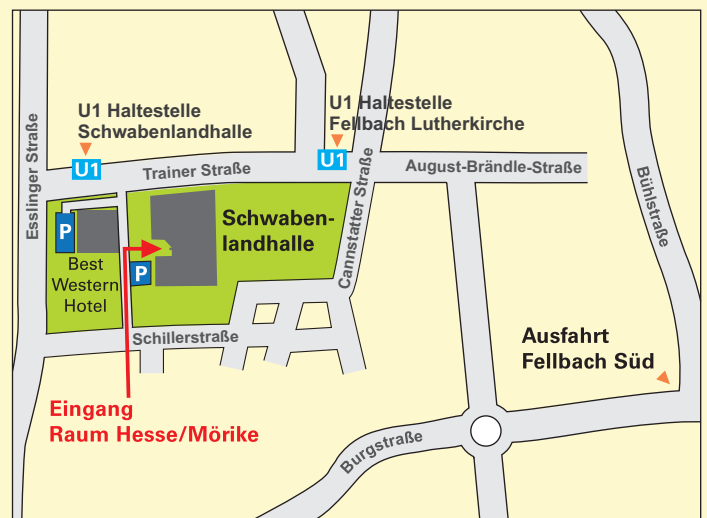 U1 Haltestelle
Schwabenlandhalle
U1 Haltestelle
Fellbach Lutherkirche
U1
U1
Trainer Straße
August-Brändle-Straße
Esslinger Straße
Cannstatter Straße
Bühlstraße
P
Schwaben-
landhalle
Best
Western
Hotel
P
Schillerstraße
Ausfahrt
Fellbach Süd
Eingang
Raum Hesse/Mörike
Burgstraße